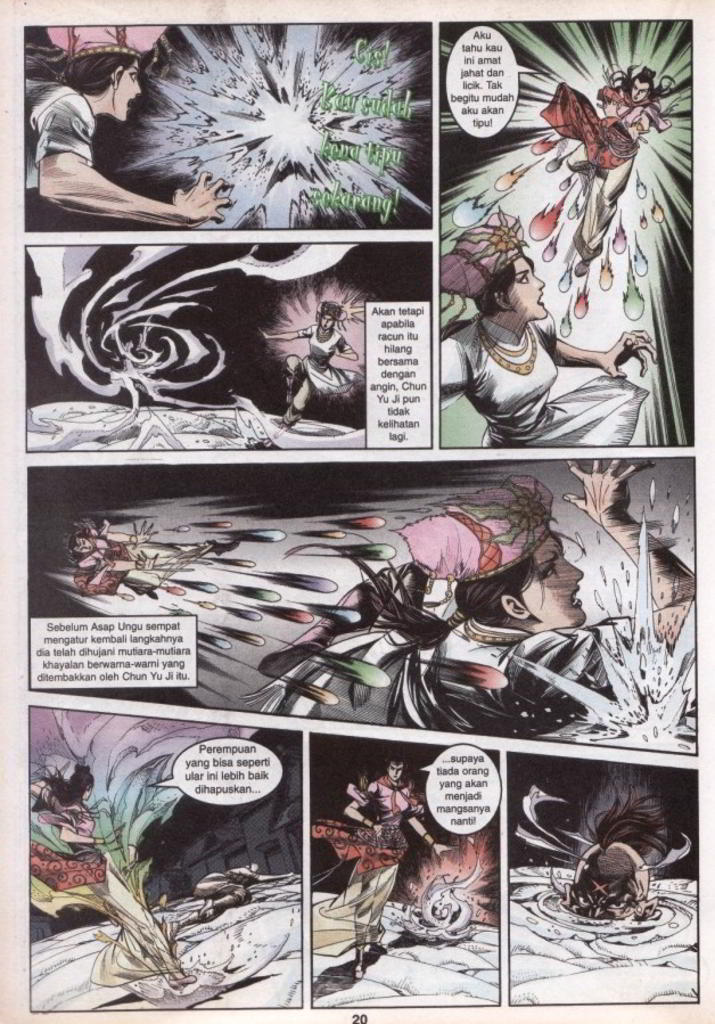 Cis!
Kau sudah
kena tipu
sekarang!
Aku
tahu kau
ini amat
jahat dan
licik. Tak
begitu mudah
aku akan
tipu!
Akan tetapi
apabila
racun itu
hilang
bersama
dengan
angin, Chun
Yu Ji pun
tidak
kelihatan
lagi.
Sebelum Asap Ungu sempat
mengatur kembali langkahnya
dia telah dihujani mutiara-mutiara
khayalan berwarna-warni yang
ditembakkan oleh Chun Yu Ji itu.
Perempuan
yang bisa seperti
ular ini lebih baik
dihapuskan...
...supaya
tiada orang
yang akan
menjadi
mangsanya
nanti!
20